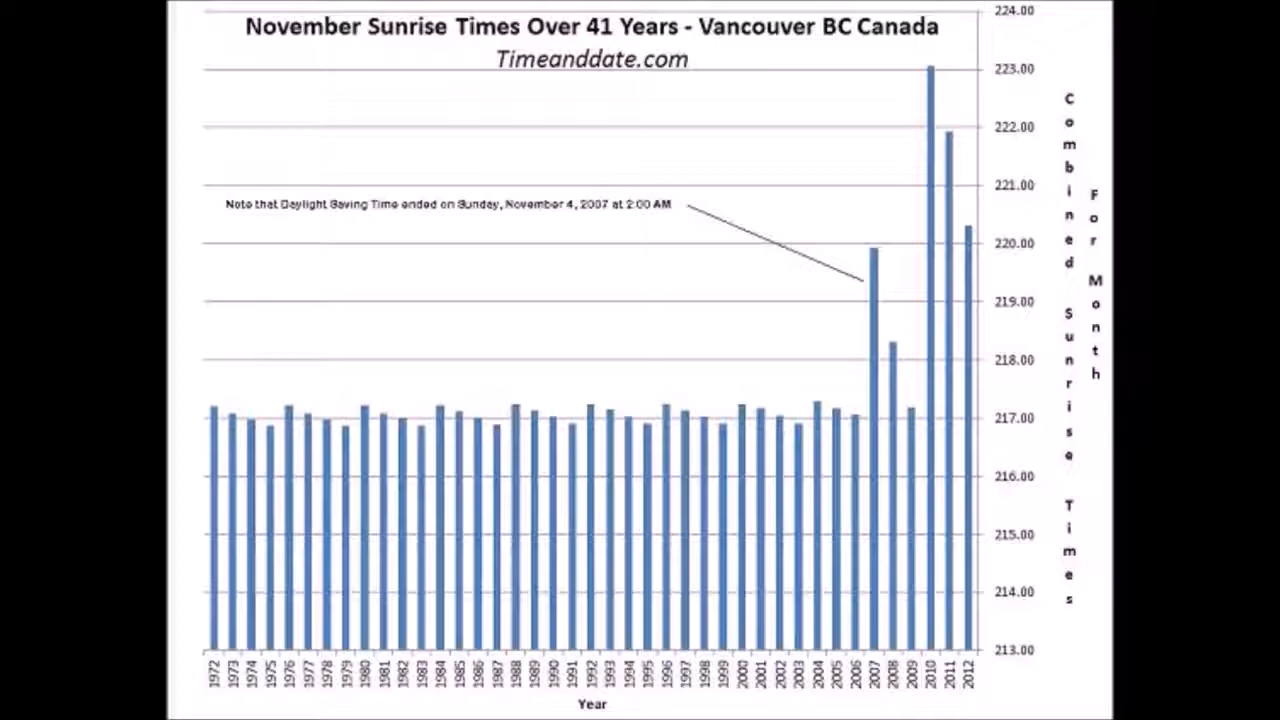 November Sunrise Times Over 41 Years - Vancouver BC Canada
Timeanddate.com
Note that Daylight Saving Time ended on Sunday, November 4, 2007 at 2:00 AM
224.00
223.00
222.00
221.00
220.00
219.00
218.00
217.00
216.00
215.00
214.00
213.00
Combined Sunrise Times
For Month
1972 1973 1974 1975 1976 1977 1978 1979 1980 1981 1982 1983 1984 1985 1986 1987 1988 1989 1990 1991 1992 1993 1994 1995 1996 1997 1998 1999 2000 2001 2002 2003 2004 2005 2006 2007 2008 2009 2010 2011 2012
Year